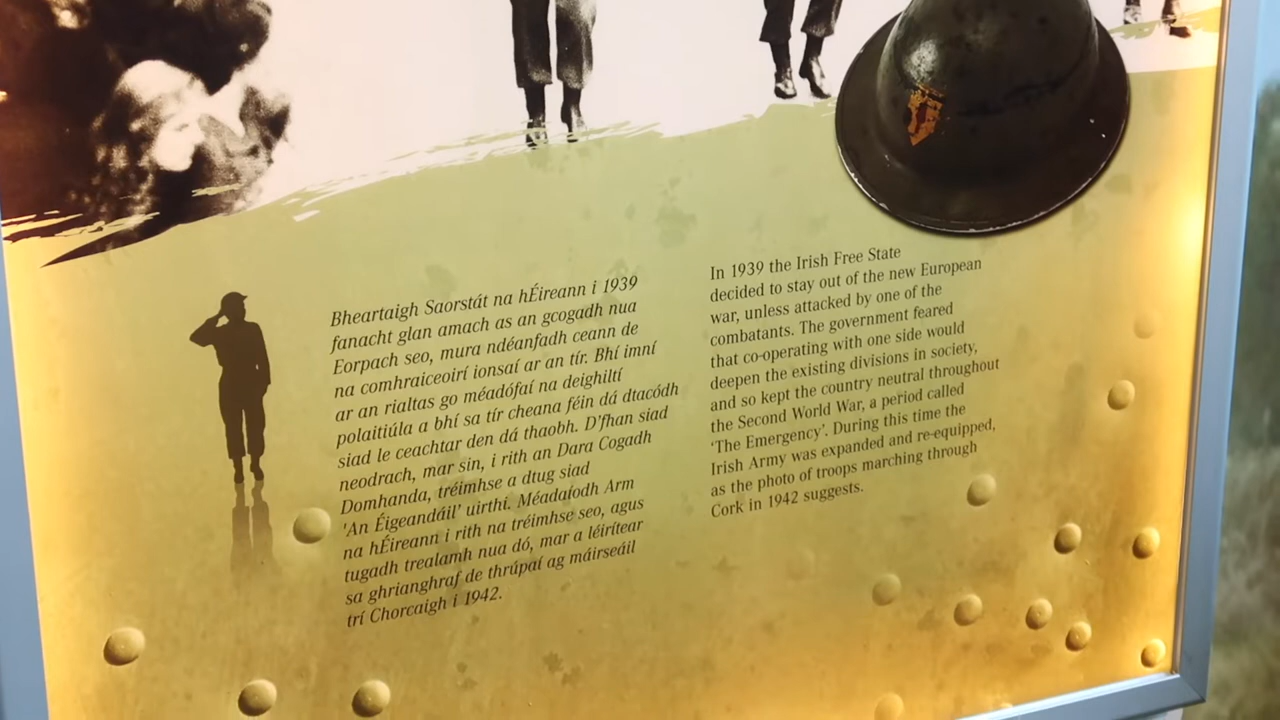 Bheartaigh Saorstát na hÉireann i 1939
fanacht glan amach as an gcogadh nua
Eorpach seo, mura ndéanfadh ceann de
na comhraiceoirí ionsaí ar an tír. Bhí imní
ar an rialtas go méadófaí na deighiltí
polaitiúla a bhí sa tír cheana féin dá dtacódh
siad le ceachtar den dá thaobh. D'fhan siad
neodrach, mar sin, i rith an Dara Cogadh
Domhanda, tréimhse a dtug siad
'An Éigeandáil' uirthi. Méadaíodh Arm
na hÉireann i rith na tréimhse seo, agus
tugadh trealamh nua dó, mar a léirítear
sa ghrianghraf de thrúpaí ag máirseáil
trí Chorcaigh i 1942.
In 1939 the Irish Free State
decided to stay out of the new European
war, unless attacked by one of the
combatants. The government feared
that co-operating with one side would
deepen the existing divisions in society,
and so kept the country neutral throughout
the Second World War, a period called
'The Emergency'. During this time the
Irish Army was expanded and re-equipped,
as the photo of troops marching through
Cork in 1942 suggests.